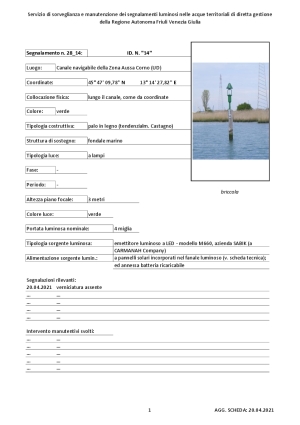 Servizio di sorveglianza e manutenzione dei segnalamenti luminosi nelle acque territoriali di diretta gestione
della Regione Autonoma Friuli Venezia Giulia
Segnalamento n. 28_14: ID. N. "14"
Luogo: Canale navigabile della Zona Aussa Corno (UD)
Coordinate: 45° 47' 09,78" N 13° 14' 27,82" E
Collocazione fisica: lungo il canale, come da coordinate
Colore: verde
Tipologia costruttiva: palo in legno (tendenzialm. Castagno)
Struttura di sostegno: fondale marino
Tipologia luce: a lampi
Fase: -
Periodo: -
briccole
Altezza piano focale: 3 metri
Colore luce: verde
Portata luminosa nominale: 4 miglia
Tipologia sorgente luminosa: emettitore luminoso a LED - modello M660, azienda SABIK (a
CARMANAH Company)
Alimentazione sorgente lumin.: a pannelli solari incorporati nel fanale luminoso (v. scheda tecnica);
ed annessa batteria ricaricabile
Segnalazioni rilevanti:
20.04.2021 verniciatura assente
... ...
... ...
... ...
... ...
Intervento manutentivi svolti:
... ...
... ...
... ...
... ...
1 AGG. SCHEDA: 20.04.2021